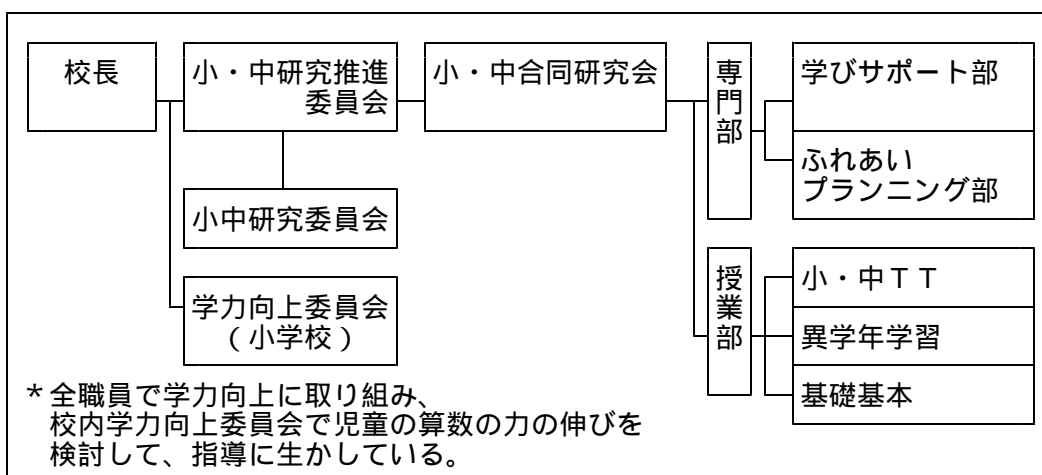 校長
小・中研究推進
委員会
小・中合同研究会
専門部
学びサポート部
ふれあい
プランニング部
小中研究委員会
学力向上委員会
(小学校)
授業部
小・中TT
異学年学習
基礎基本
*全職員で学力向上に取り組み、
校内学力向上委員会で児童の算数の力の伸びを
検討して、指導に生かしている。